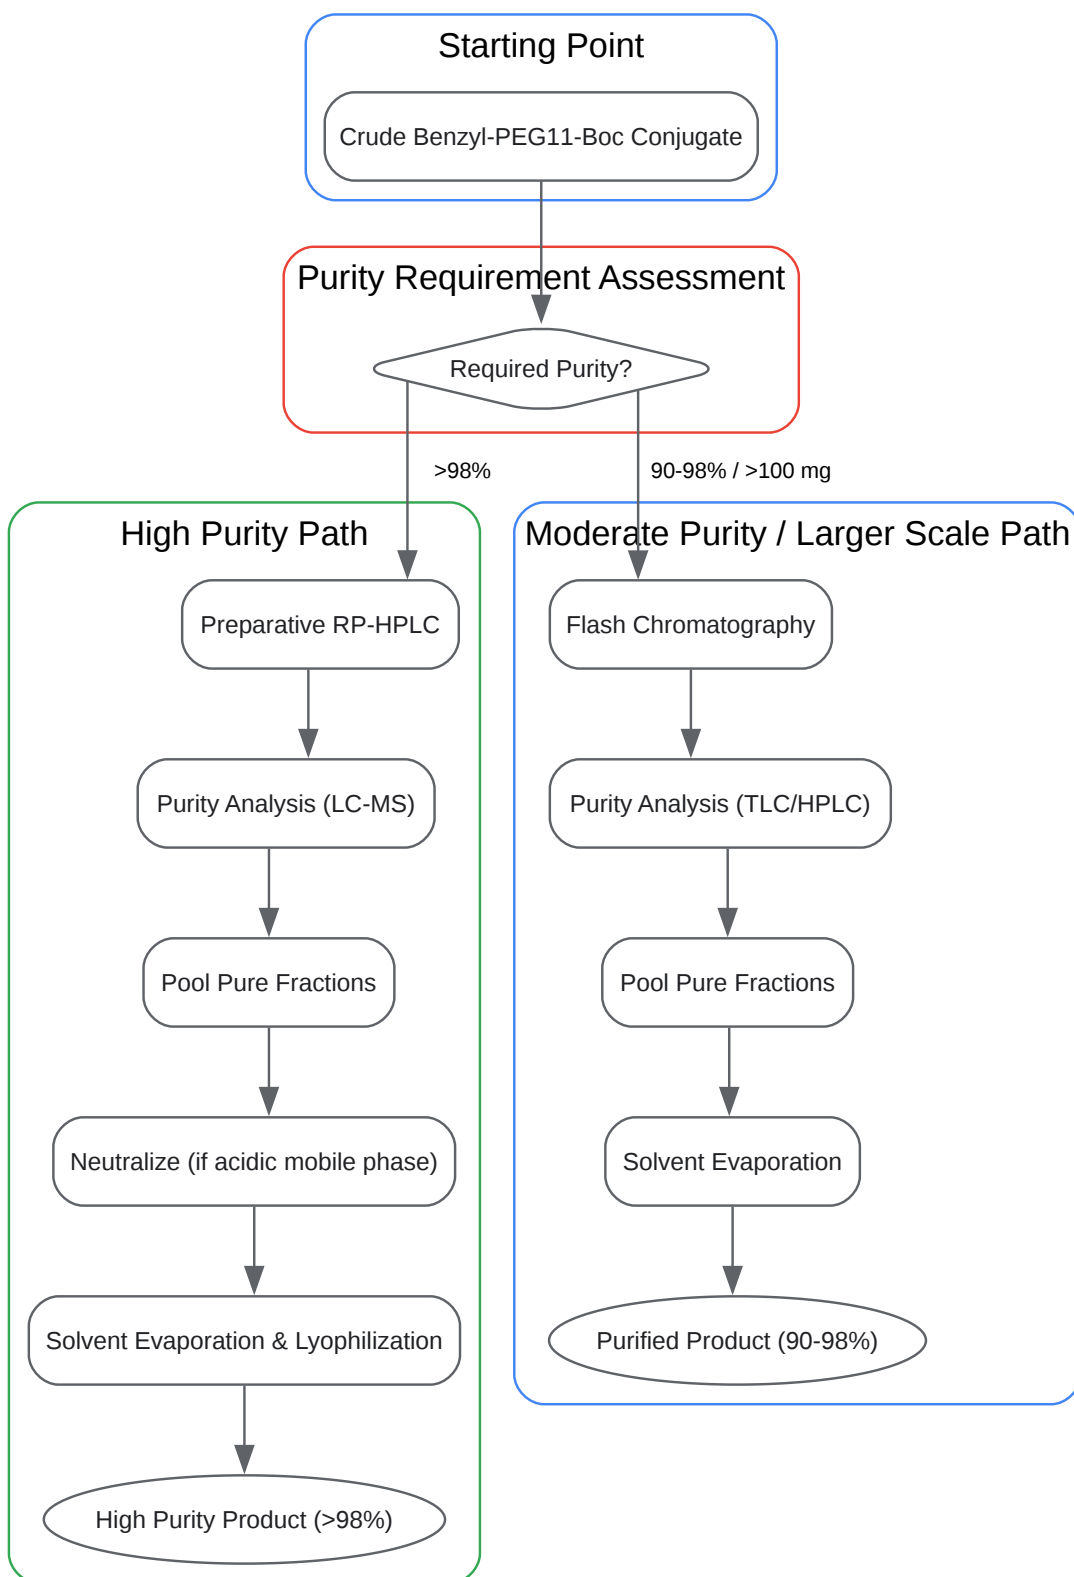 Starting Point
Crude Benzyl-PEG11-Boc Conjugate
Purity Requirement Assessment
Required Purity?
>98%
90-98% / >100 mg
High Purity Path
Preparative RP-HPLC
Purity Analysis (LC-MS)
Pool Pure Fractions
Neutralize (if acidic mobile phase)
Solvent Evaporation & Lyophilization
High Purity Product (>98%)
Moderate Purity / Larger Scale Path
Flash Chromatography
Purity Analysis (TLC/HPLC)
Pool Pure Fractions
Solvent Evaporation
Purified Product (90-98%)